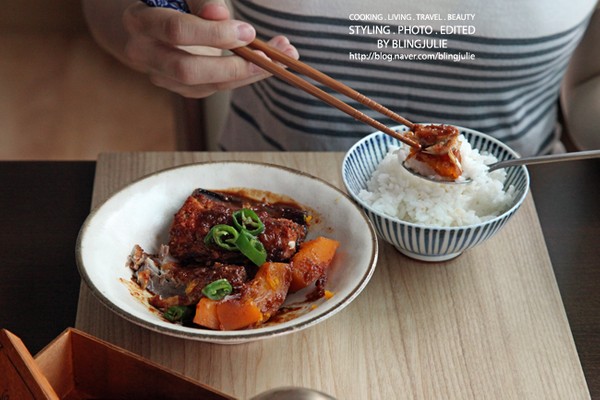 COOKING . LIVING . TRAVEL . BEAUTY
STYLING . PHOTO . EDITED
BY BLINGJULIE
http://blog.naver.com/blingjulie